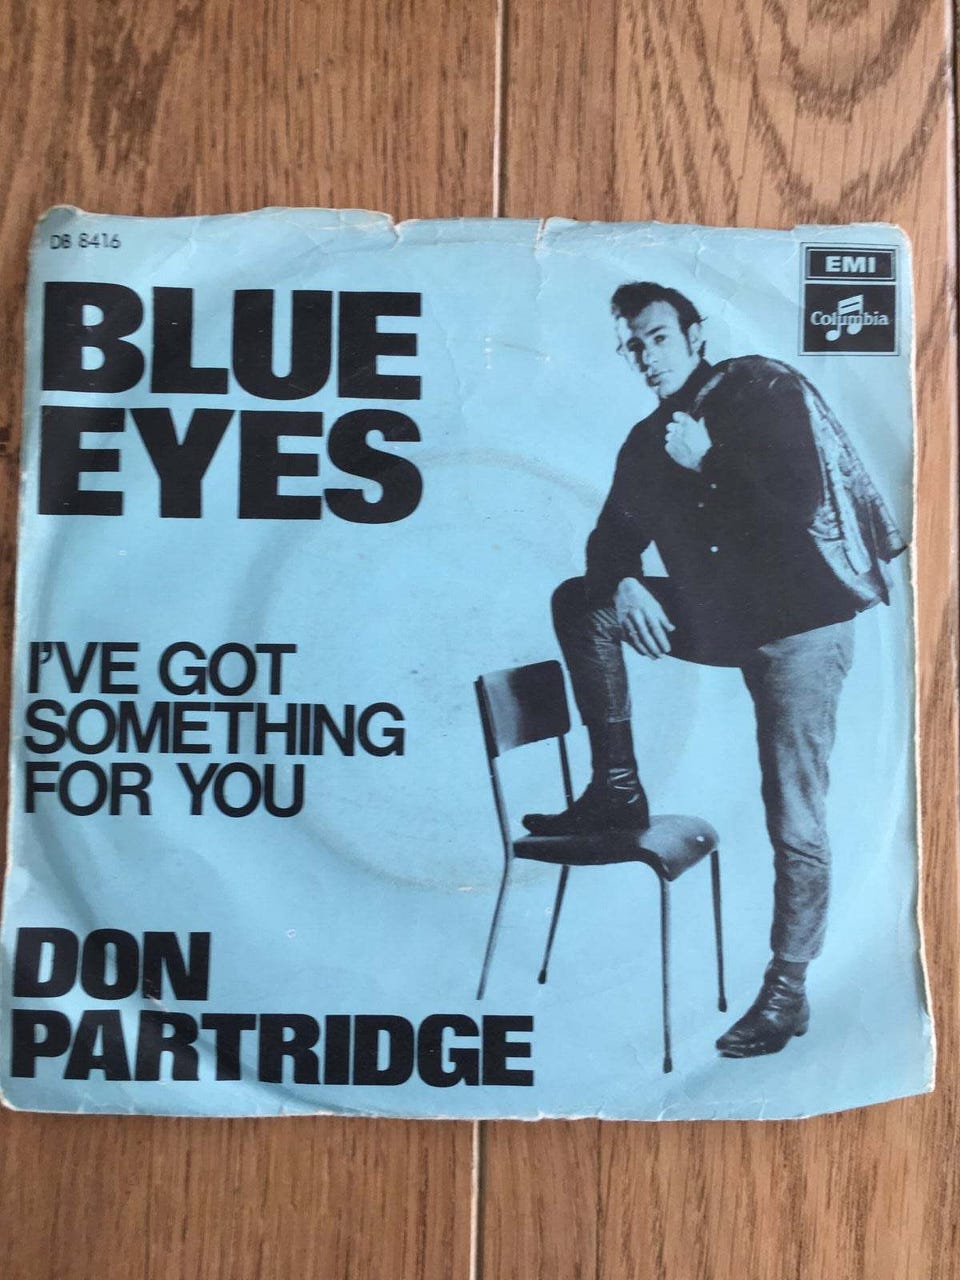 DB 8416
EMI
Columbia
BLUE
EYES
I'VE GOT
SOMETHING
FOR YOU
DON
PARTRIDGE